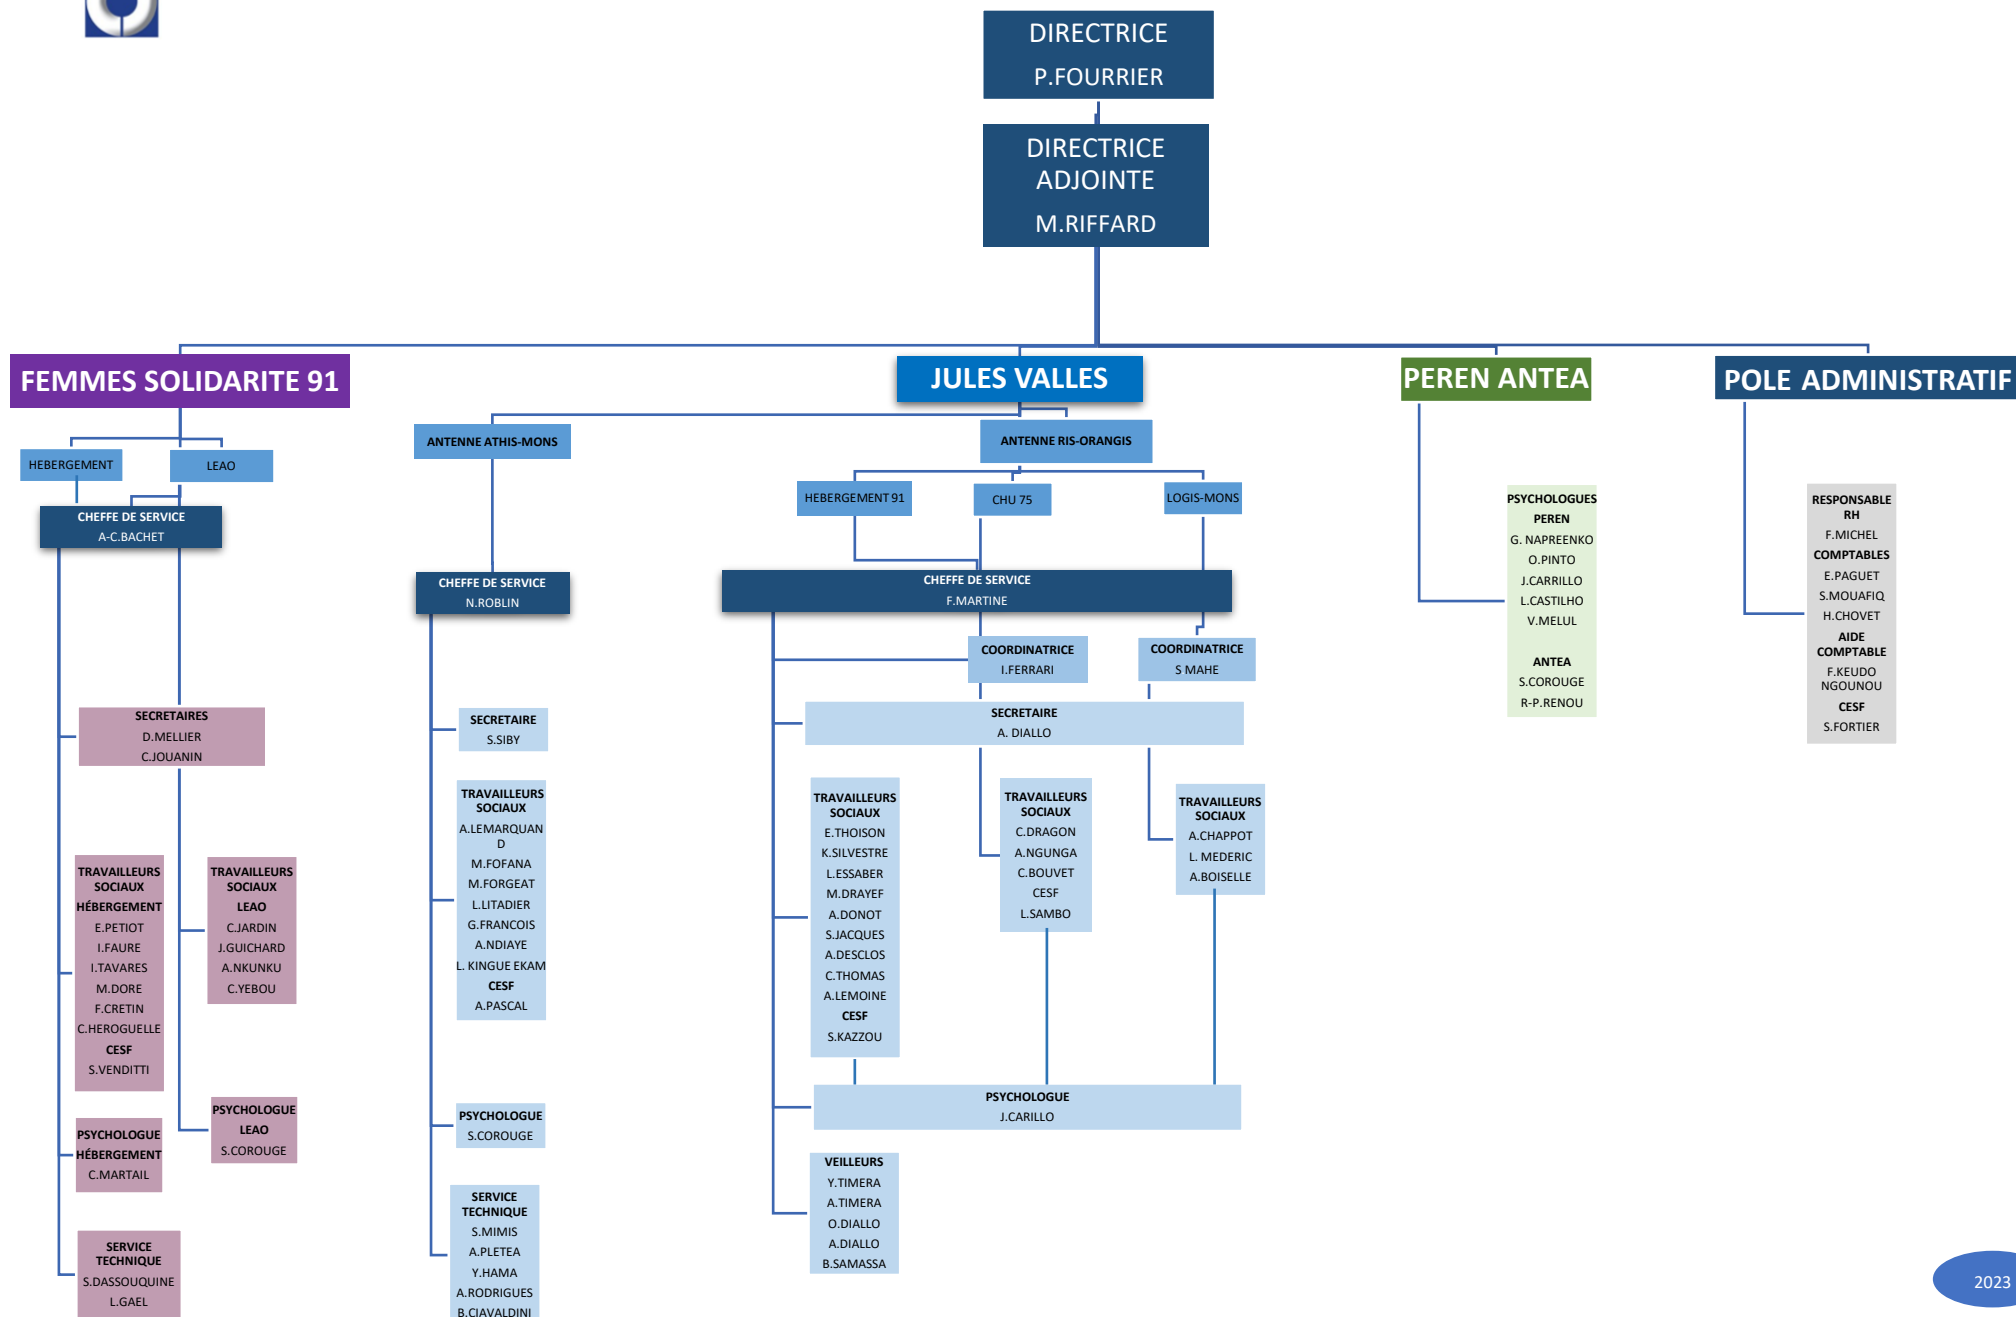 DIRECTRICE
P.FOURRIER
DIRECTRICE
ADJOINTE
M.RIFFARD
FEMMES SOLIDARITE 91
JULES VALLES
PEREN ANTEA
POLE ADMINISTRATIF
HEBERGEMENT
LEAO
CHEFFE DE SERVICE
A-C.BACHET
SECRETAIRES
D.MELLIER
C.JOUANIN
TRAVAILLEURS
SOCIAUX
HÉBERGEMENT
E.PETIOT
I.FAURE
I.TAVARES
M.DORE
F.CRETIN
C.HEROGUELLE
CESF
S.VENDITTI
TRAVAILLEURS
SOCIAUX
LEAO
C.JARDIN
J.GUICHARD
A.NKUNKU
C.YEBOU
PSYCHOLOGUE
HÉBERGEMENT
C.MARTAIL
PSYCHOLOGUE
LEAO
S.COROUGE
SERVICE
TECHNIQUE
S.DASSOUQUINE
L.GAEL
ANTENNE ATHIS-MONS
CHEFFE DE SERVICE
N.ROBLIN
SECRETAIRE
S.SIBY
TRAVAILLEURS
SOCIAUX
A.LEMARQUAN
D
M.FOFANA
M.FORGEAT
L.LITADIER
G.FRANCOIS
A.NDIAYE
L. KINGUE EKAM
CESF
A.PASCAL
PSYCHOLOGUE
S.COROUGE
SERVICE
TECHNIQUE
S.MIMIS
A.PLETEA
Y.HAMA
A.RODRIGUES
B.CIAVALDINI
ANTENNE RIS-ORANGIS
HEBERGEMENT 91
CHU 75
LOGIS-MONS
CHEFFE DE SERVICE
F.MARTINE
COORDINATRICE
I.FERRARI
COORDINATRICE
S MAHE
SECRETAIRE
A. DIALLO
TRAVAILLEURS
SOCIAUX
E.THOISON
K.SILVESTRE
L.ESSABER
M.DRAYEF
A.DONOT
S.JACQUES
A.DESCLOS
C.THOMAS
A.LEMOINE
CESF
S.KAZZOU
TRAVAILLEURS
SOCIAUX
C.DRAGON
A.NGUNGA
C.BOUVET
CESF
L.SAMBO
TRAVAILLEURS
SOCIAUX
A.CHAPPOT
L. MEDERIC
A.BOISELLE
PSYCHOLOGUE
J.CARILLO
VEILLEURS
Y.TIMERA
A.TIMERA
O.DIALLO
A.DIALLO
B.SAMASSA
PSYCHOLOGUES
PEREN
G. NAPREENKO
O.PINTO
J.CARRILLO
L.CASTILHO
V.MELUL
ANTEA
S.COROUGE
R-P.RENOU
RESPONSABLE
RH
F.MICHEL
COMPTABLES
E.PAGUET
S.MOUAFIQ
H.CHOVET
AIDE
COMPTABLE
F.KEUDO
NGOUNOU
CESF
S.FORTIER
2023